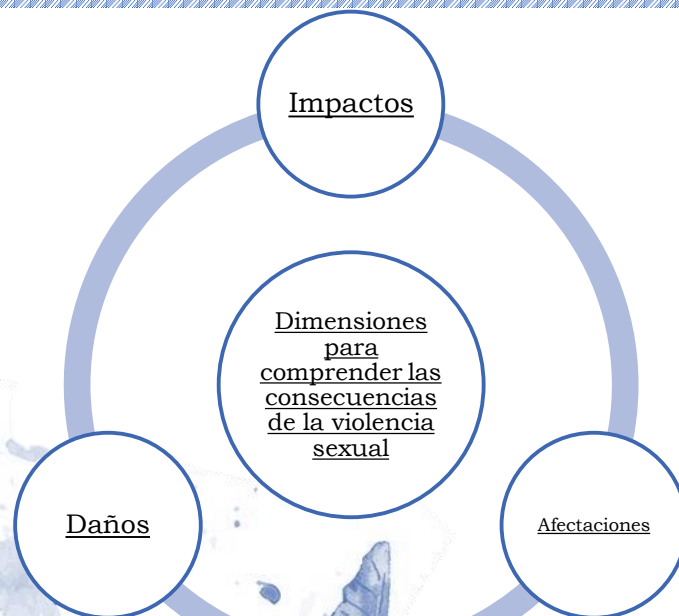 Impactos
Dimensiones
para
comprender las
consecuencias
de la violencia
sexual
Daños
Afectaciones